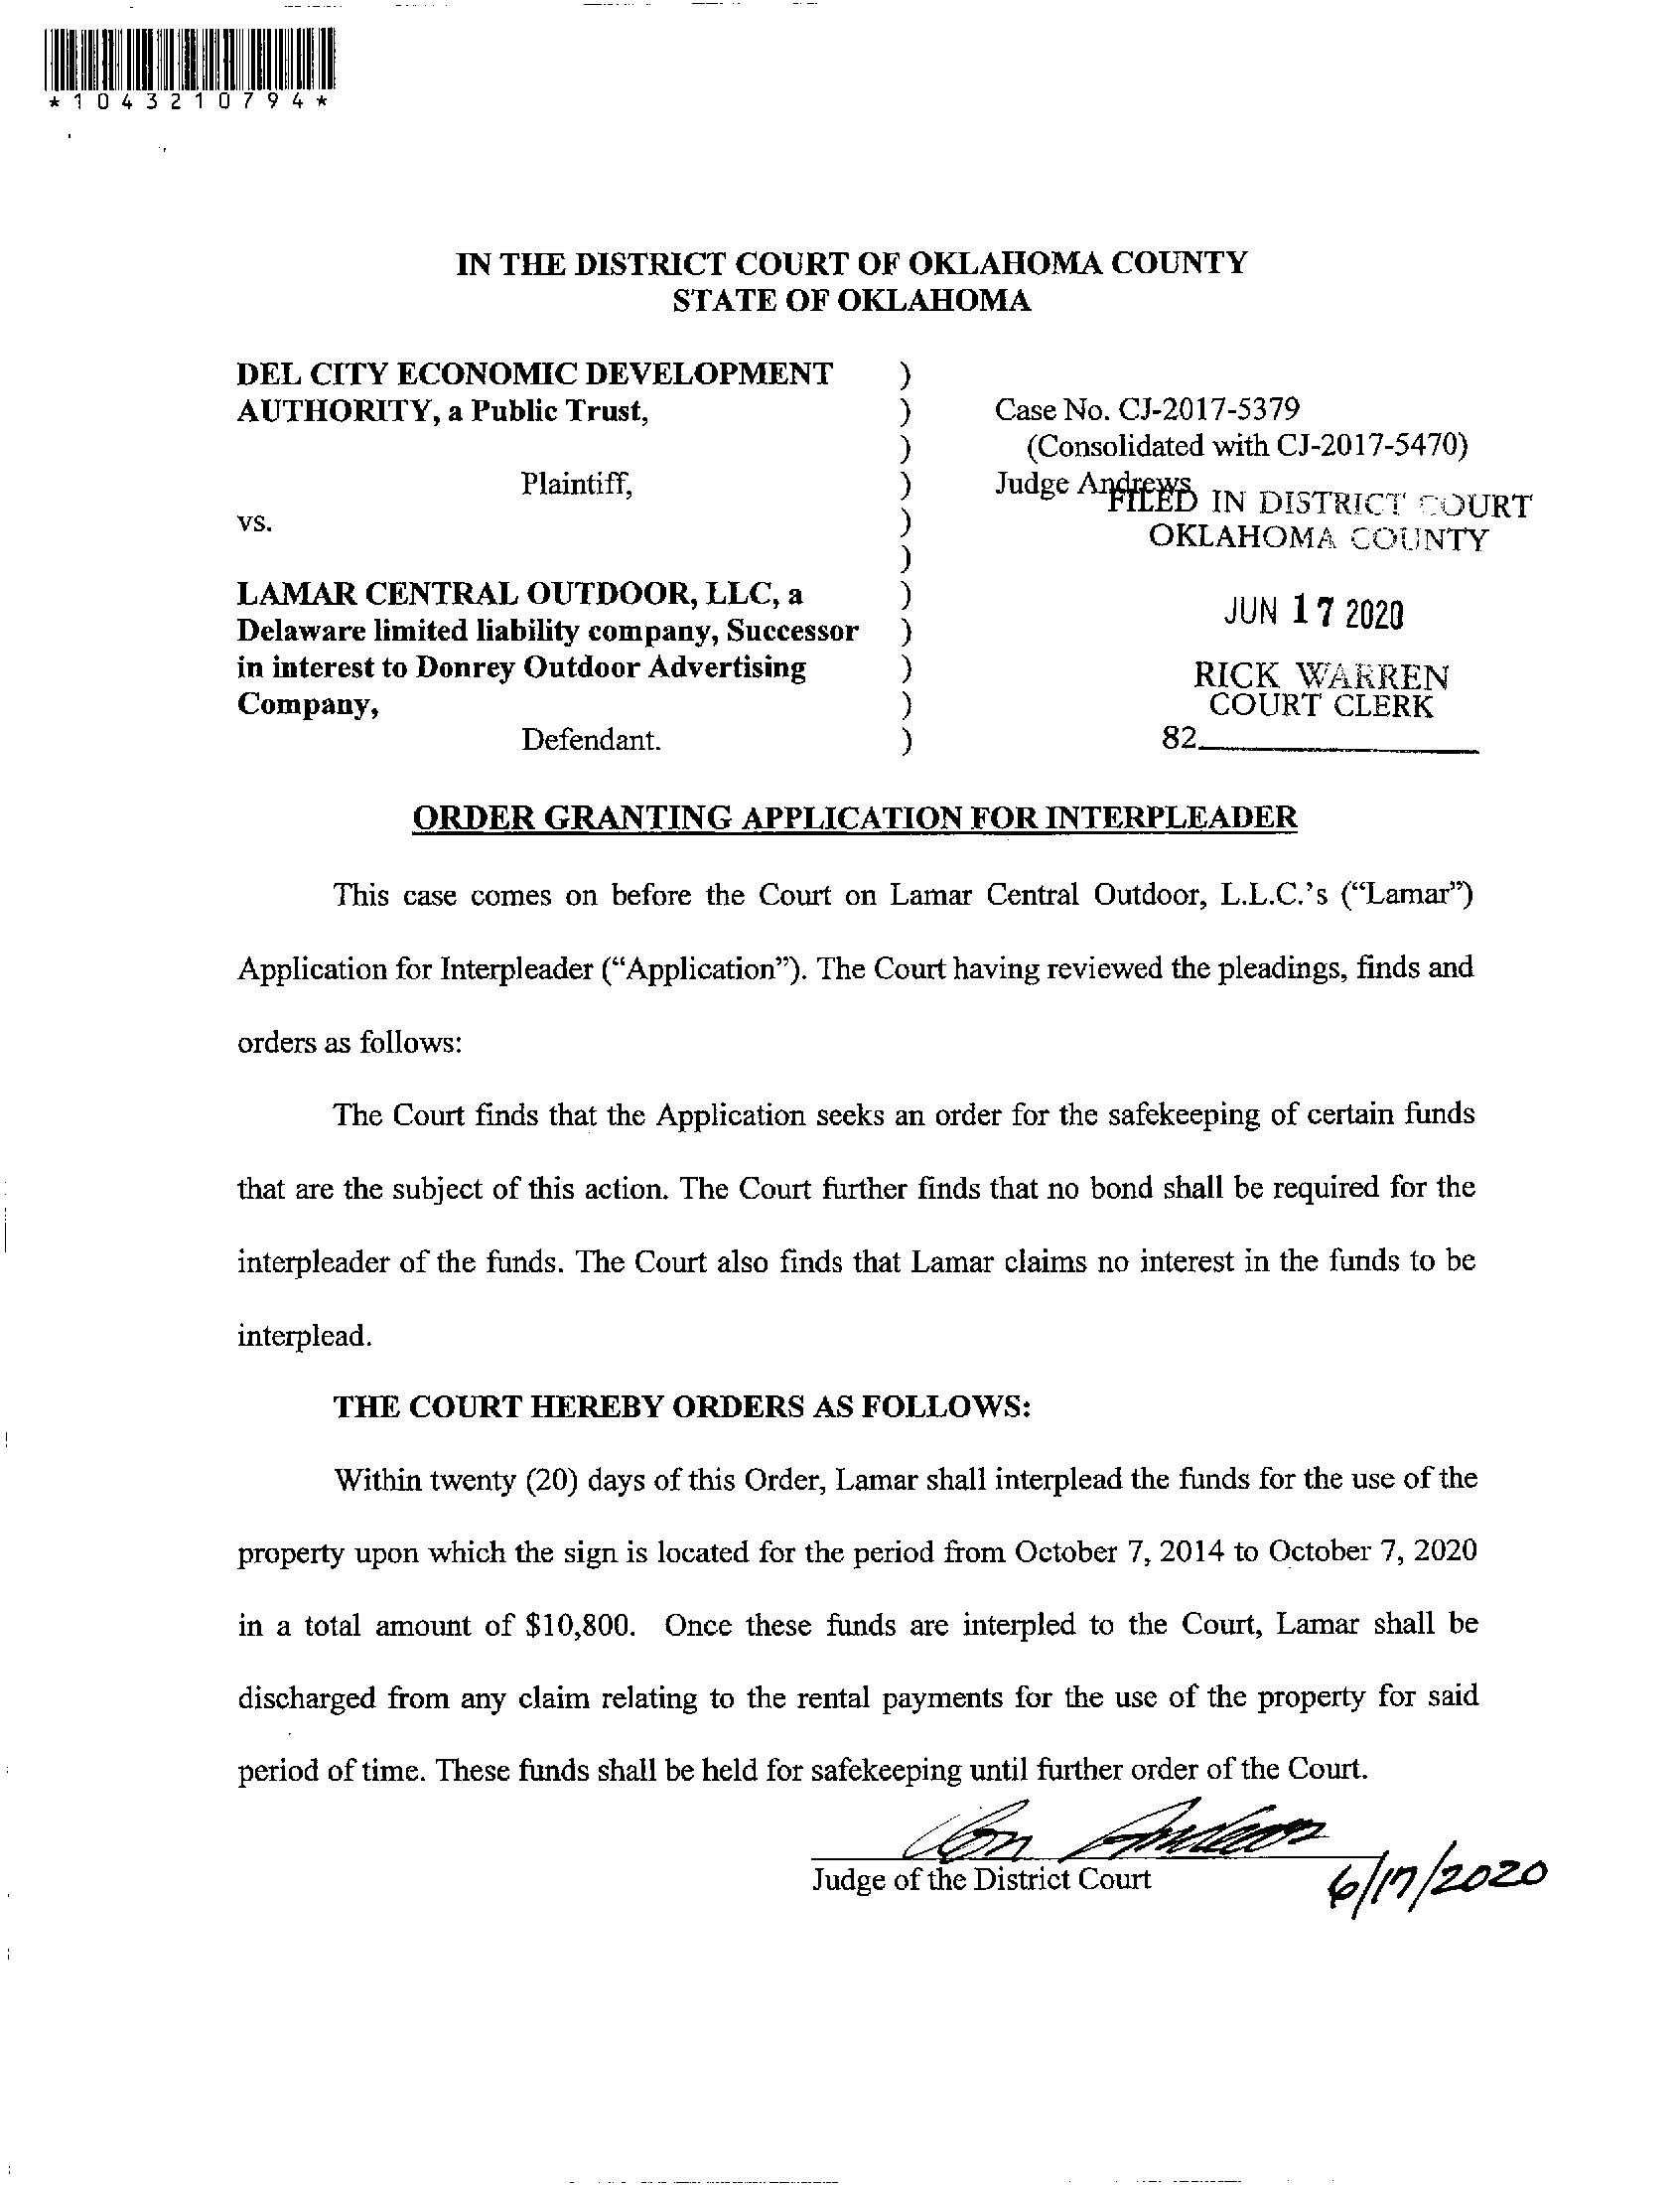 *1043210794*
IN THE DISTRICT COURT OF OKLAHOMA COUNTY
STATE OF OKLAHOMA
DEL CITY ECONOMIC DEVELOPMENT )
AUTHORITY, a Public Trust, ) Case No. CJ-2017-5379
) (Consolidated with CJ-2017-5470)
Plaintiff, ) Judge Andrews
FILED IN DISTRICT COURT
vs. )
OKLAHOMA COUNTY
)
LAMAR CENTRAL OUTDOOR, LLC, a )
JUN 17 2020
Delaware limited liability company, Successor )
in interest to Donrey Outdoor Advertising )
RICK WARREN
Company, )
COURT CLERK
Defendant. )
82
ORDER GRANTING APPLICATION FOR INTERPLEADER
This case comes on before the Court on Lamar Central Outdoor, L.L.C.'s (“Lamar”)
Application for Interpleader (“Application”). The Court having reviewed the pleadings, finds and
orders as follows:
The Court finds that the Application seeks an order for the safekeeping of certain funds
that are the subject of this action. The Court further finds that no bond shall be required for the
interpleader of the funds. The Court also finds that Lamar claims no interest in the funds to be
interplead.
THE COURT HEREBY ORDERS AS FOLLOWS:
Within twenty (20) days of this Order, Lamar shall interplead the funds for the use of the
property upon which the sign is located for the period from October 7, 2014 to October 7, 2020
in a total amount of $10,800. Once these funds are interpled to the Court, Lamar shall be
discharged from any claim relating to the rental payments for the use of the property for said
period of time. These funds shall be held for safekeeping until further order of the Court.
Judge of the District Court
6/17/2020